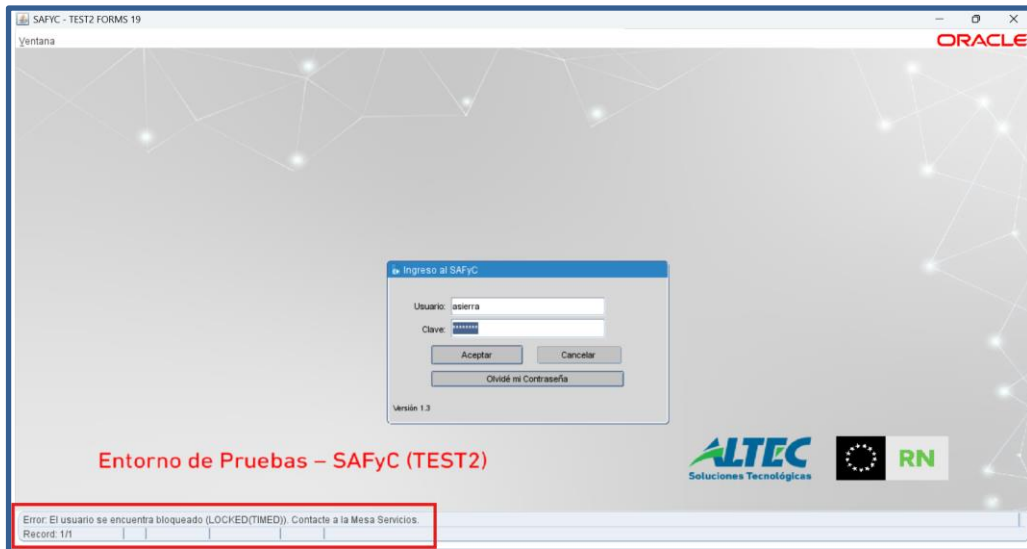 SAFYC - TEST2 FORMS 19
Ventana
ORACLE
Ingreso al SAFyC
Usuario: asierra
Clave: ********
Aceptar Cancelar
Olvidé mi Contraseña
Versión 1.3
Entorno de Pruebas – SAFyC (TEST2)
ALTEC
Soluciones Tecnológicas
RN
Error: El usuario se encuentra bloqueado (LOCKED(TIMED)). Contacte a la Mesa Servicios.
Record: 1/1